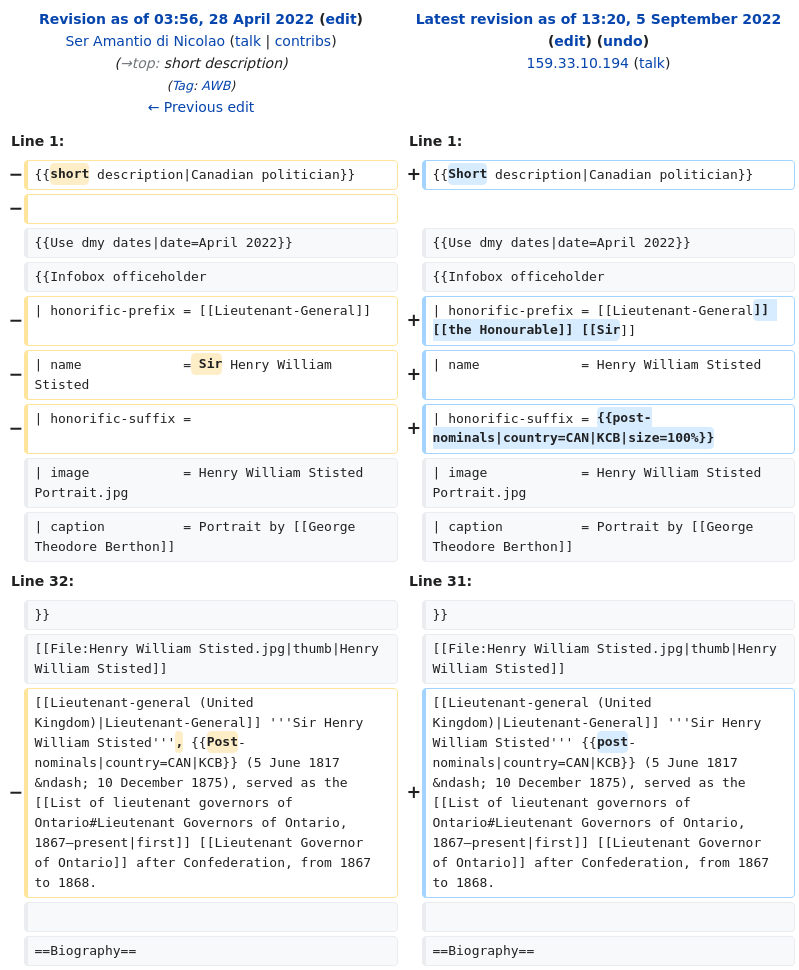 Revision as of 03:56, 28 April 2022 (edit)
Ser Amantio di Nicolao (talk | contribs)
(→top: short description)
(Tag: AWB)
← Previous edit
Latest revision as of 13:20, 5 September 2022
(edit) (undo)
159.33.10.194 (talk)
Line 1:
Line 1:
− {{short description|Canadian politician}}
+ {{Short description|Canadian politician}}
−
{{Use dmy dates|date=April 2022}}
{{Use dmy dates|date=April 2022}}
{{Infobox officeholder
{{Infobox officeholder
− | honorific-prefix = [[Lieutenant-General]]
+ | honorific-prefix = [[Lieutenant-General]]
[[the Honourable]] [[Sir]]
− | name            = Sir Henry William
Stisted
+ | name             = Henry William Stisted
− | honorific-suffix =
+ | honorific-suffix = {{post-
nominals|country=CAN|KCB|size=100%}}
| image            = Henry William Stisted
Portrait.jpg
| image            = Henry William Stisted
Portrait.jpg
| caption          = Portrait by [[George
Theodore Berthon]]
| caption          = Portrait by [[George
Theodore Berthon]]
Line 32:
Line 31:
}}
}}
[[File:Henry William Stisted.jpg|thumb|Henry
William Stisted]]
[[File:Henry William Stisted.jpg|thumb|Henry
William Stisted]]
− [[Lieutenant-general (United
Kingdom)|Lieutenant-General]] '''Sir Henry
William Stisted''', {{Post-
nominals|country=CAN|KCB}} (5 June 1817
&ndash; 10 December 1875), served as the
[[List of lieutenant governors of
Ontario#Lieutenant Governors of Ontario,
1867–present|first]] [[Lieutenant Governor
of Ontario]] after Confederation, from 1867
to 1868.
+ [[Lieutenant-general (United
Kingdom)|Lieutenant-General]] '''Sir Henry
William Stisted''' {{post-
nominals|country=CAN|KCB}} (5 June 1817
&ndash; 10 December 1875), served as the
[[List of lieutenant governors of
Ontario#Lieutenant Governors of Ontario,
1867–present|first]] [[Lieutenant Governor
of Ontario]] after Confederation, from 1867
to 1868.
==Biography==
==Biography==